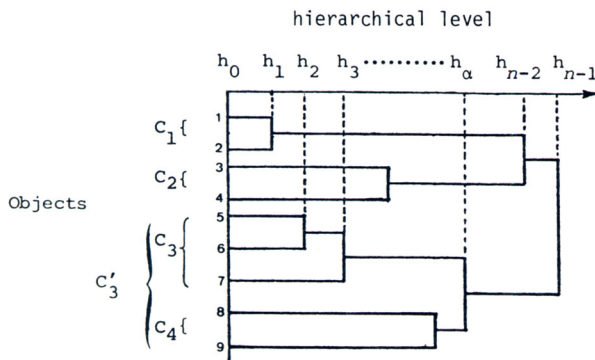 hierarchical level
h₀ h₁ h₂ h₃ ·········· hα hₙ₋₂ hₙ₋₁
1
C₁{
2
3
C₂{
4
Objects
5
C₃{
6
C₃′{
7
8
C₄{
9